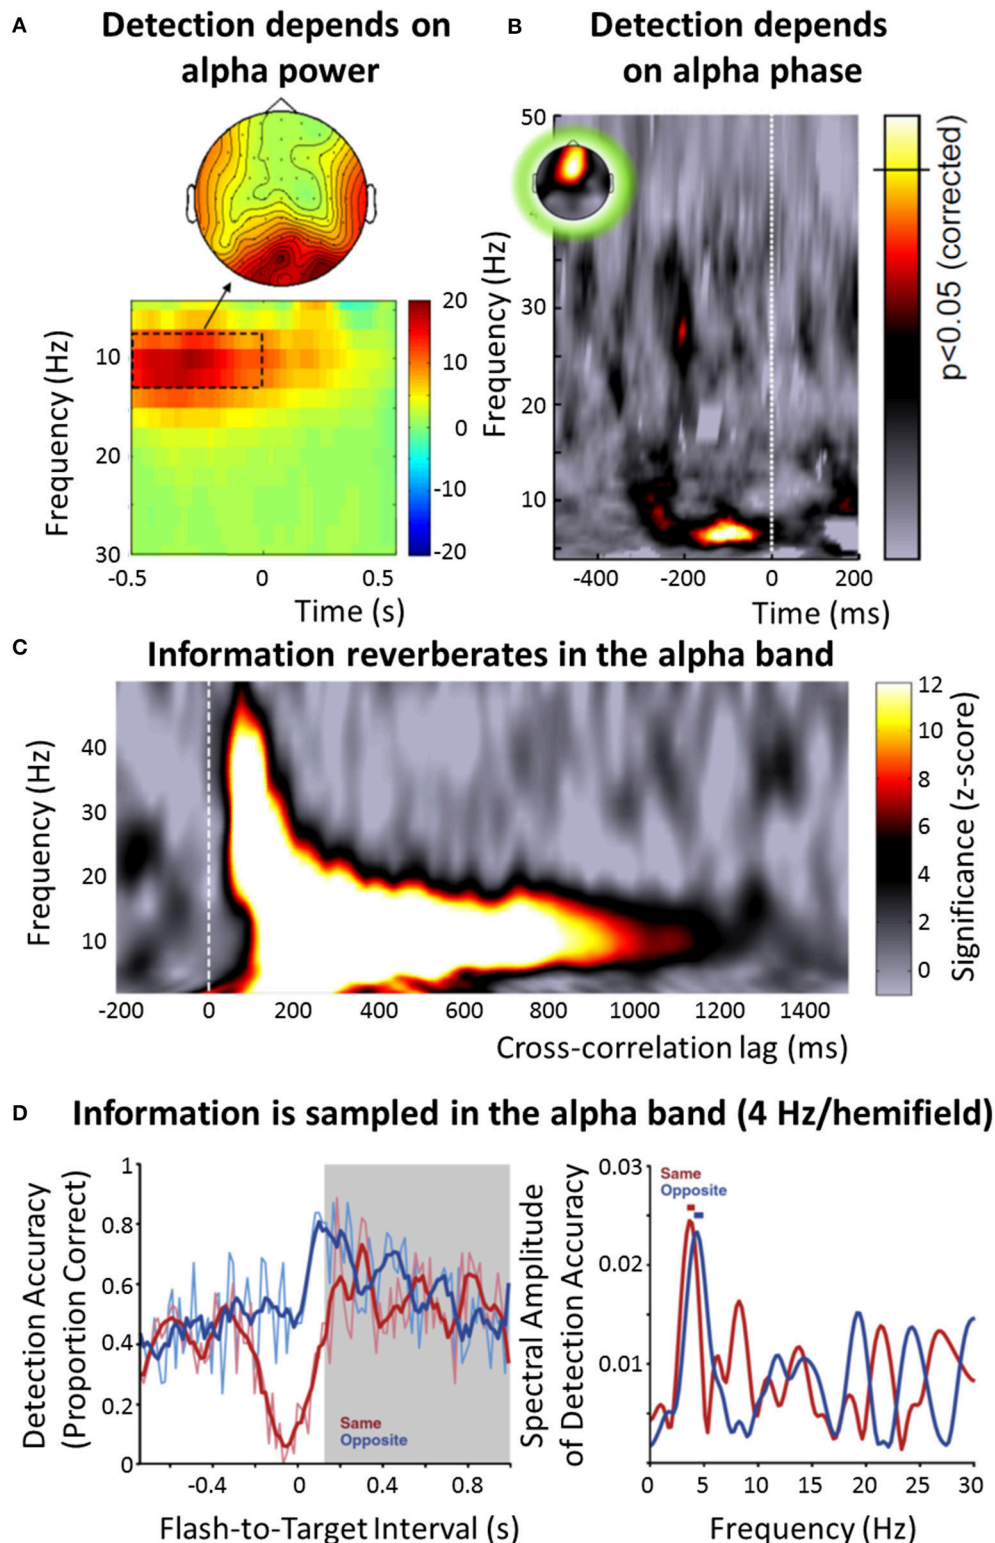 A
Detection depends on
alpha power
Frequency (Hz)
10
20
30
-0.5
0
0.5
Time (s)
20
10
0
-10
-20
B
Detection depends
on alpha phase
Frequency (Hz)
50
30
20
10
-400
-200
0
200
Time (ms)
p<0.05 (corrected)
C
Information reverberates in the alpha band
Frequency (Hz)
40
30
20
10
-200
0
200
400
600
800
1000
1200
1400
Cross-correlation lag (ms)
12
10
8
6
4
2
0
Significance (z-score)
D
Information is sampled in the alpha band (4 Hz/hemifield)
Detection Accuracy
(Proportion Correct)
1
0.8
0.6
0.4
0.2
0
-0.4
0
0.4
0.8
Same
Opposite
Flash-to-Target Interval (s)
Spectral Amplitude
of Detection Accuracy
0.03
0.02
0.01
Same
Opposite
0
5
10
15
20
25
30
Frequency (Hz)